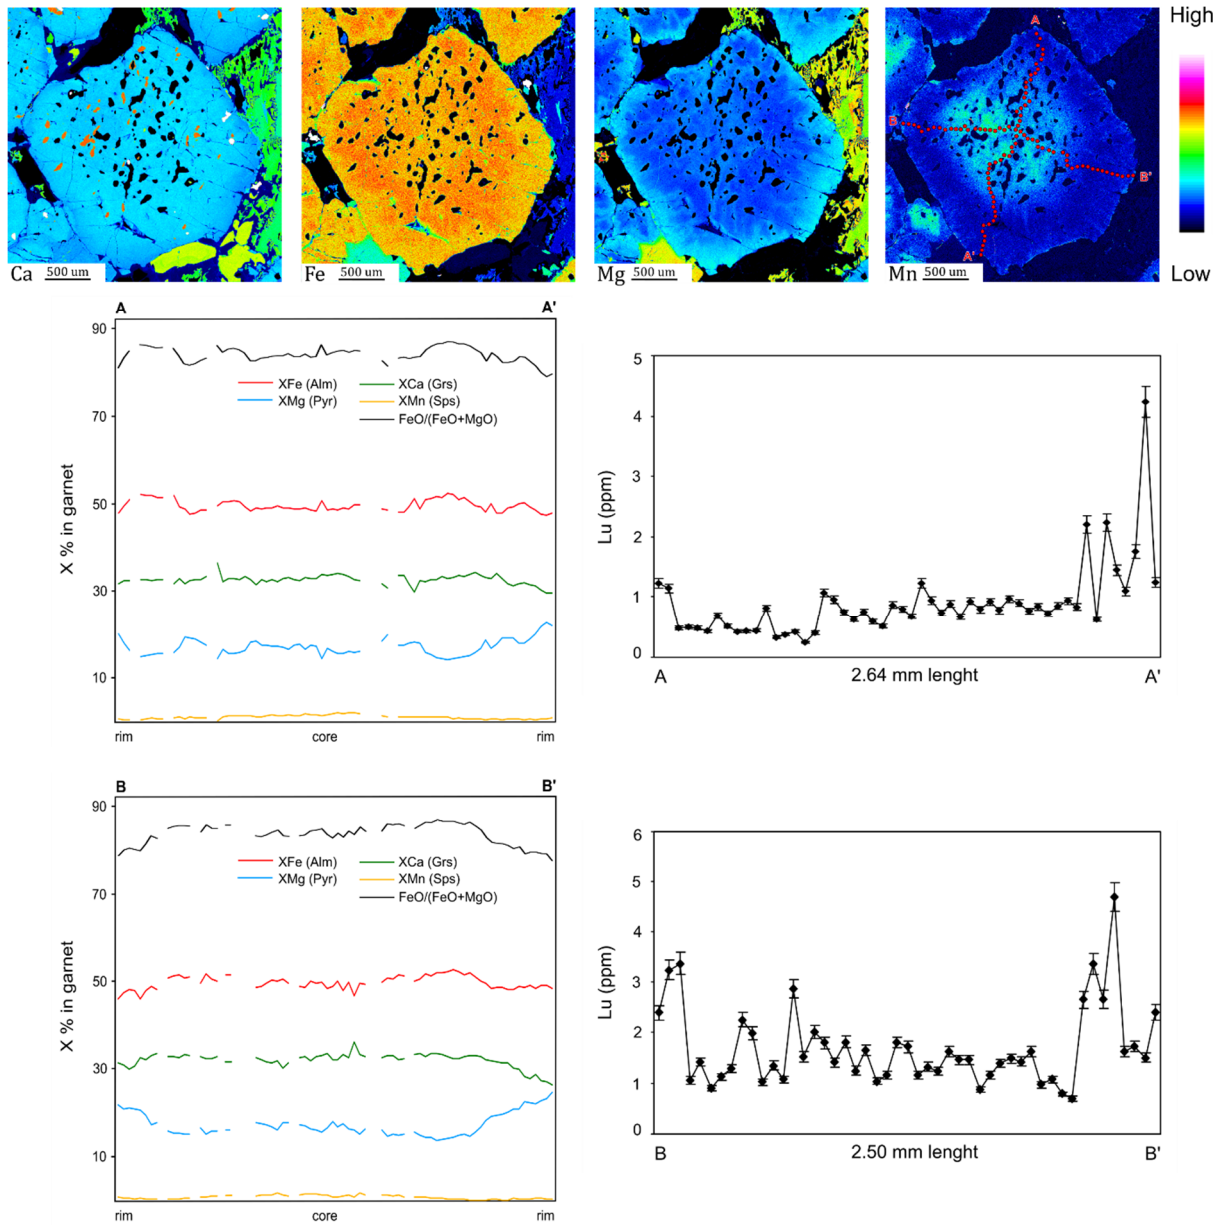 High
Low
Ca 500 um
Fe 500 um
Mg 500 um
Mn 500 um
A
B
B'
A'
A A'
90
70
50
30
10
X % in garnet
XFe (Alm) XCa (Grs)
XMg (Pyr) XMn (Sps)
FeO/(FeO+MgO)
rim core rim
5
4
3
2
1
0
Lu (ppm)
A 2.64 mm lenght A'
B B'
90
70
50
30
10
X % in garnet
XFe (Alm) XCa (Grs)
XMg (Pyr) XMn (Sps)
FeO/(FeO+MgO)
rim core rim
6
5
4
3
2
1
0
Lu (ppm)
B 2.50 mm lenght B'